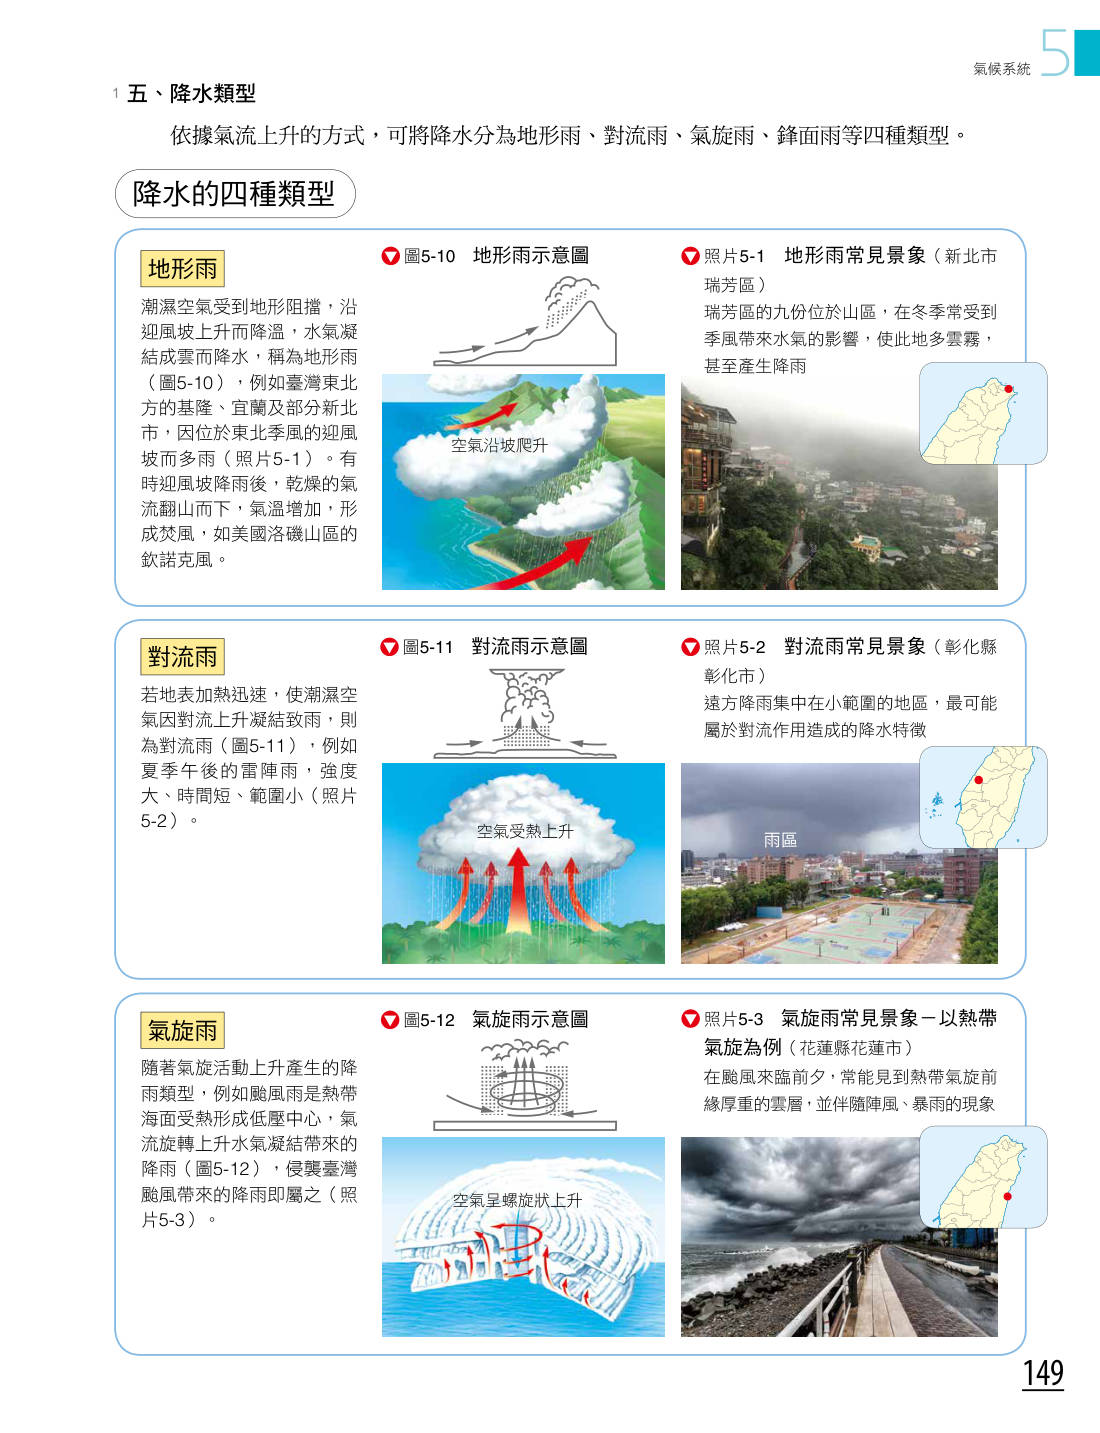 氣候系統 5
1 五、降水類型
依據氣流上升的方式，可將降水分為地形雨、對流雨、氣旋雨、鋒面雨等四種類型。
降水的四種類型
地形雨
潮濕空氣受到地形阻擋，沿
迎風坡上升而降溫，水氣凝
結成雲而降水，稱為地形雨
（圖5-10），例如臺灣東北
方的基隆、宜蘭及部分新北
市，因位於東北季風的迎風
坡而多雨（照片5-1）。有
時迎風坡降雨後，乾燥的氣
流翻山而下，氣溫增加，形
成焚風，如美國洛磯山區的
欽諾克風。
圖5-10 地形雨示意圖
空氣沿坡爬升
照片5-1 地形雨常見景象（新北市
瑞芳區）
瑞芳區的九份位於山區，在冬季常受到
季風帶來水氣的影響，使此地多雲霧，
甚至產生降雨
對流雨
若地表加熱迅速，使潮濕空
氣因對流上升凝結致雨，則
為對流雨（圖5-11），例如
夏季午後的雷陣雨，強度
大、時間短、範圍小（照片
5-2）。
圖5-11 對流雨示意圖
空氣受熱上升
照片5-2 對流雨常見景象（彰化縣
彰化市）
遠方降雨集中在小範圍的地區，最可能
屬於對流作用造成的降水特徵
雨區
氣旋雨
隨著氣旋活動上升產生的降
雨類型，例如颱風雨是熱帶
海面受熱形成低壓中心，氣
流旋轉上升水氣凝結帶來的
降雨（圖5-12），侵襲臺灣
颱風帶來的降雨即屬之（照
片5-3）。
圖5-12 氣旋雨示意圖
空氣呈螺旋狀上升
照片5-3 氣旋雨常見景象－以熱帶
氣旋為例（花蓮縣花蓮市）
在颱風來臨前夕，常能見到熱帶氣旋前
緣厚重的雲層，並伴隨陣風、暴雨的現象
149